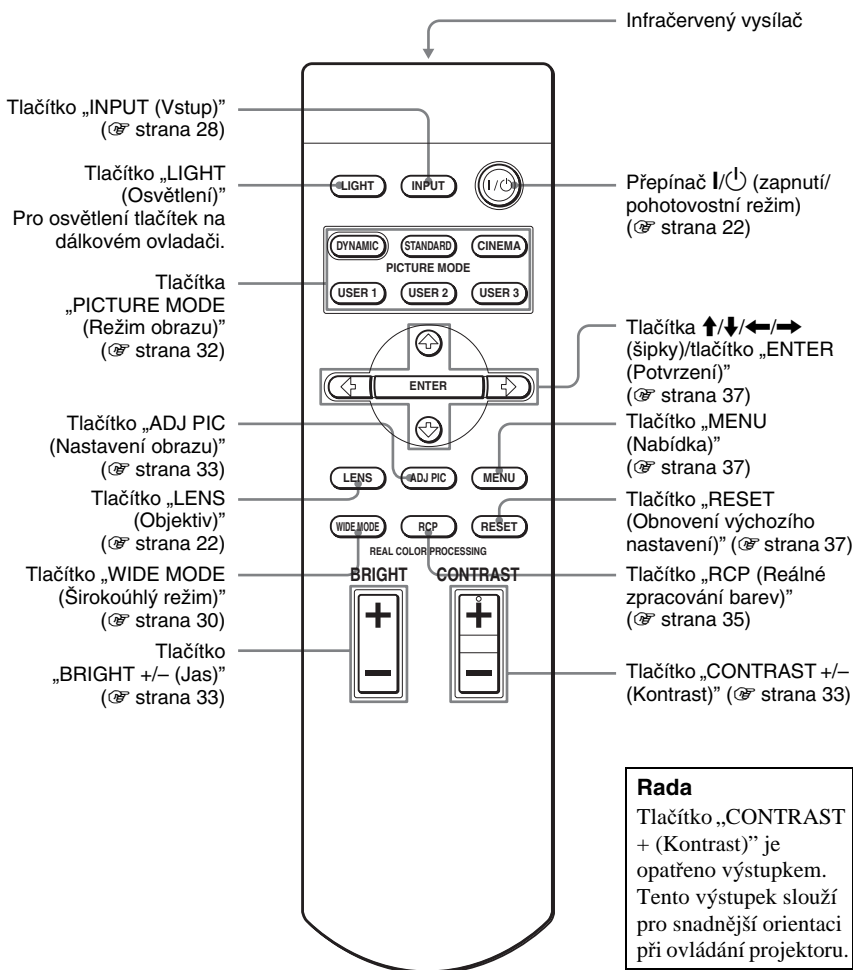 Infračervený vysílač
Tlačítko „INPUT (Vstup)”
(☞ strana 28)
Tlačítko „LIGHT
(Osvětlení)”
Pro osvětlení tlačítek na
dálkovém ovladači.
Tlačítka
„PICTURE MODE
(Režim obrazu)”
(☞ strana 32)
Tlačítko „ADJ PIC
(Nastavení obrazu)”
(☞ strana 33)
Tlačítko „LENS
(Objektiv)”
(☞ strana 22)
Tlačítko „WIDE MODE
(Širokoúhlý režim)”
(☞ strana 30)
Tlačítko
„BRIGHT +/– (Jas)”
(☞ strana 33)
LIGHT INPUT I/⏻
DYNAMIC STANDARD CINEMA
PICTURE MODE
USER 1 USER 2 USER 3
ENTER
LENS ADJ PIC MENU
WIDE MODE RCP RESET
REAL COLOR PROCESSING
BRIGHT CONTRAST
+ +
– –
Přepínač I/⏻ (zapnutí/
pohotovostní režim)
(☞ strana 22)
Tlačítka ↑/↓/←/→
(šipky)/tlačítko „ENTER
(Potvrzení)”
(☞ strana 37)
Tlačítko „MENU
(Nabídka)”
(☞ strana 37)
Tlačítko „RESET
(Obnovení výchozího
nastavení)” (☞ strana 37)
Tlačítko „RCP (Reálné
zpracování barev)”
(☞ strana 35)
Tlačítko „CONTRAST +/–
(Kontrast)” (☞ strana 33)
Rada
Tlačítko „CONTRAST
+ (Kontrast)” je
opatřeno výstupkem.
Tento výstupek slouží
pro snadnější orientaci
při ovládání projektoru.